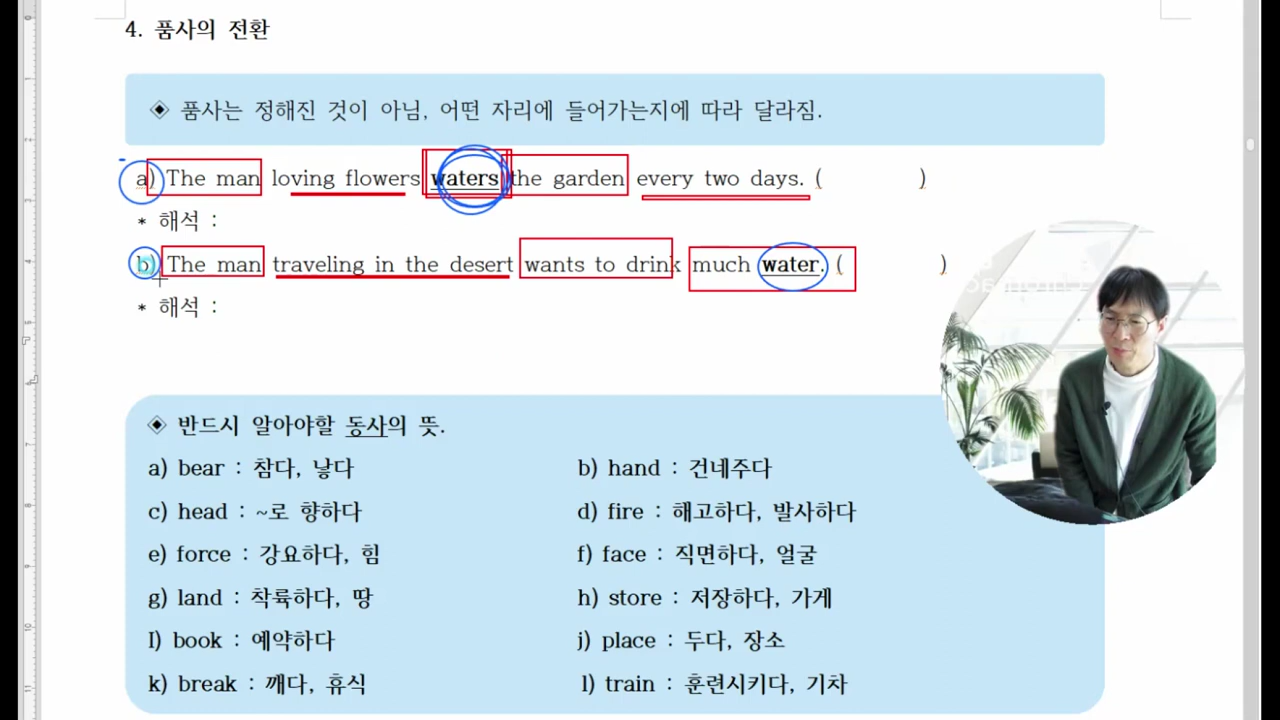 4. 품사의 전환
◈ 품사는 정해진 것이 아님, 어떤 자리에 들어가는지에 따라 달라짐.
a) The man loving flowers waters the garden every two days. ( )
* 해석 :
b) The man traveling in the desert wants to drink much water. ( )
* 해석 :
◈ 반드시 알아야할 동사의 뜻.
a) bear : 참다, 낳다
b) hand : 건네주다
c) head : ~로 향하다
d) fire : 해고하다, 발사하다
e) force : 강요하다, 힘
f) face : 직면하다, 얼굴
g) land : 착륙하다, 땅
h) store : 저장하다, 가게
l) book : 예약하다
j) place : 두다, 장소
k) break : 깨다, 휴식
l) train : 훈련시키다, 기차